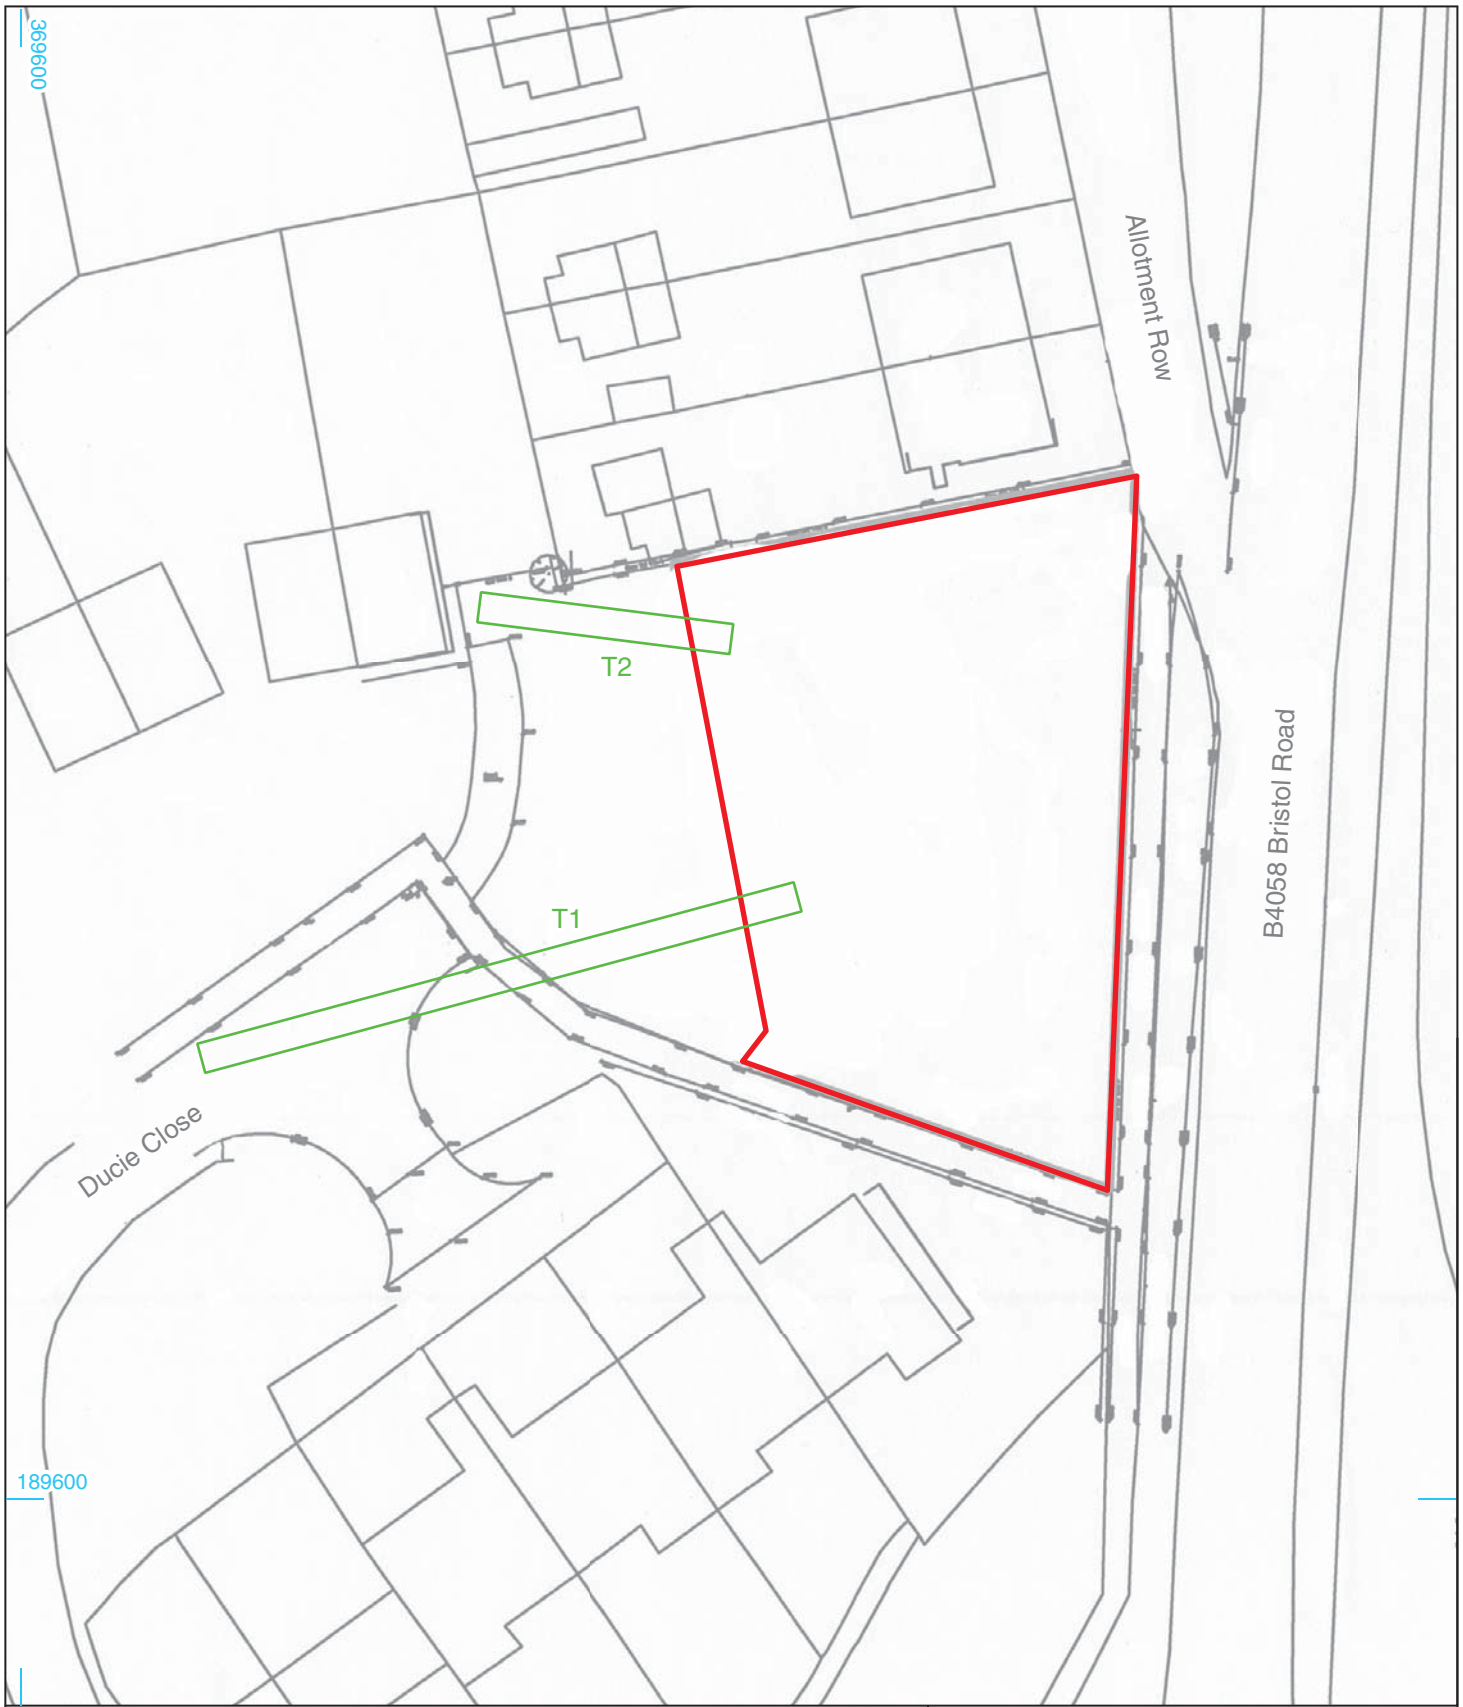 369600
Allotment Row
T2
B4058 Bristol Road
T1
Ducie Close
189600